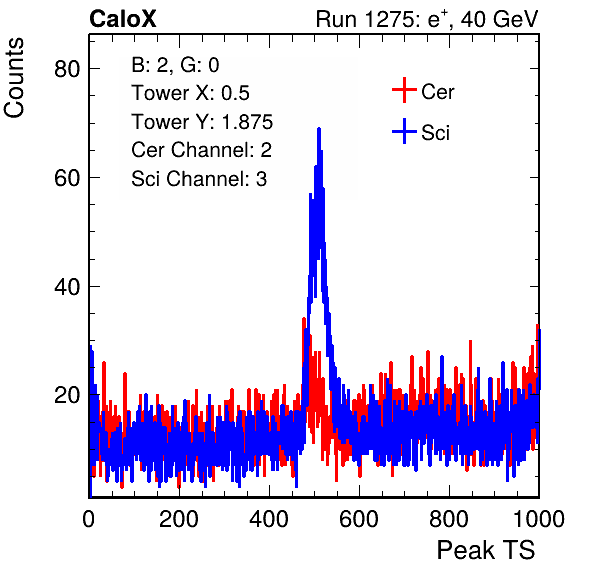 CaloX Run 1275: e⁺, 40 GeV
B: 2, G: 0
Tower X: 0.5
Tower Y: 1.875
Cer Channel: 2
Sci Channel: 3
Cer
Sci
Counts
80
60
40
20
0 200 400 600 800 1000
Peak TS